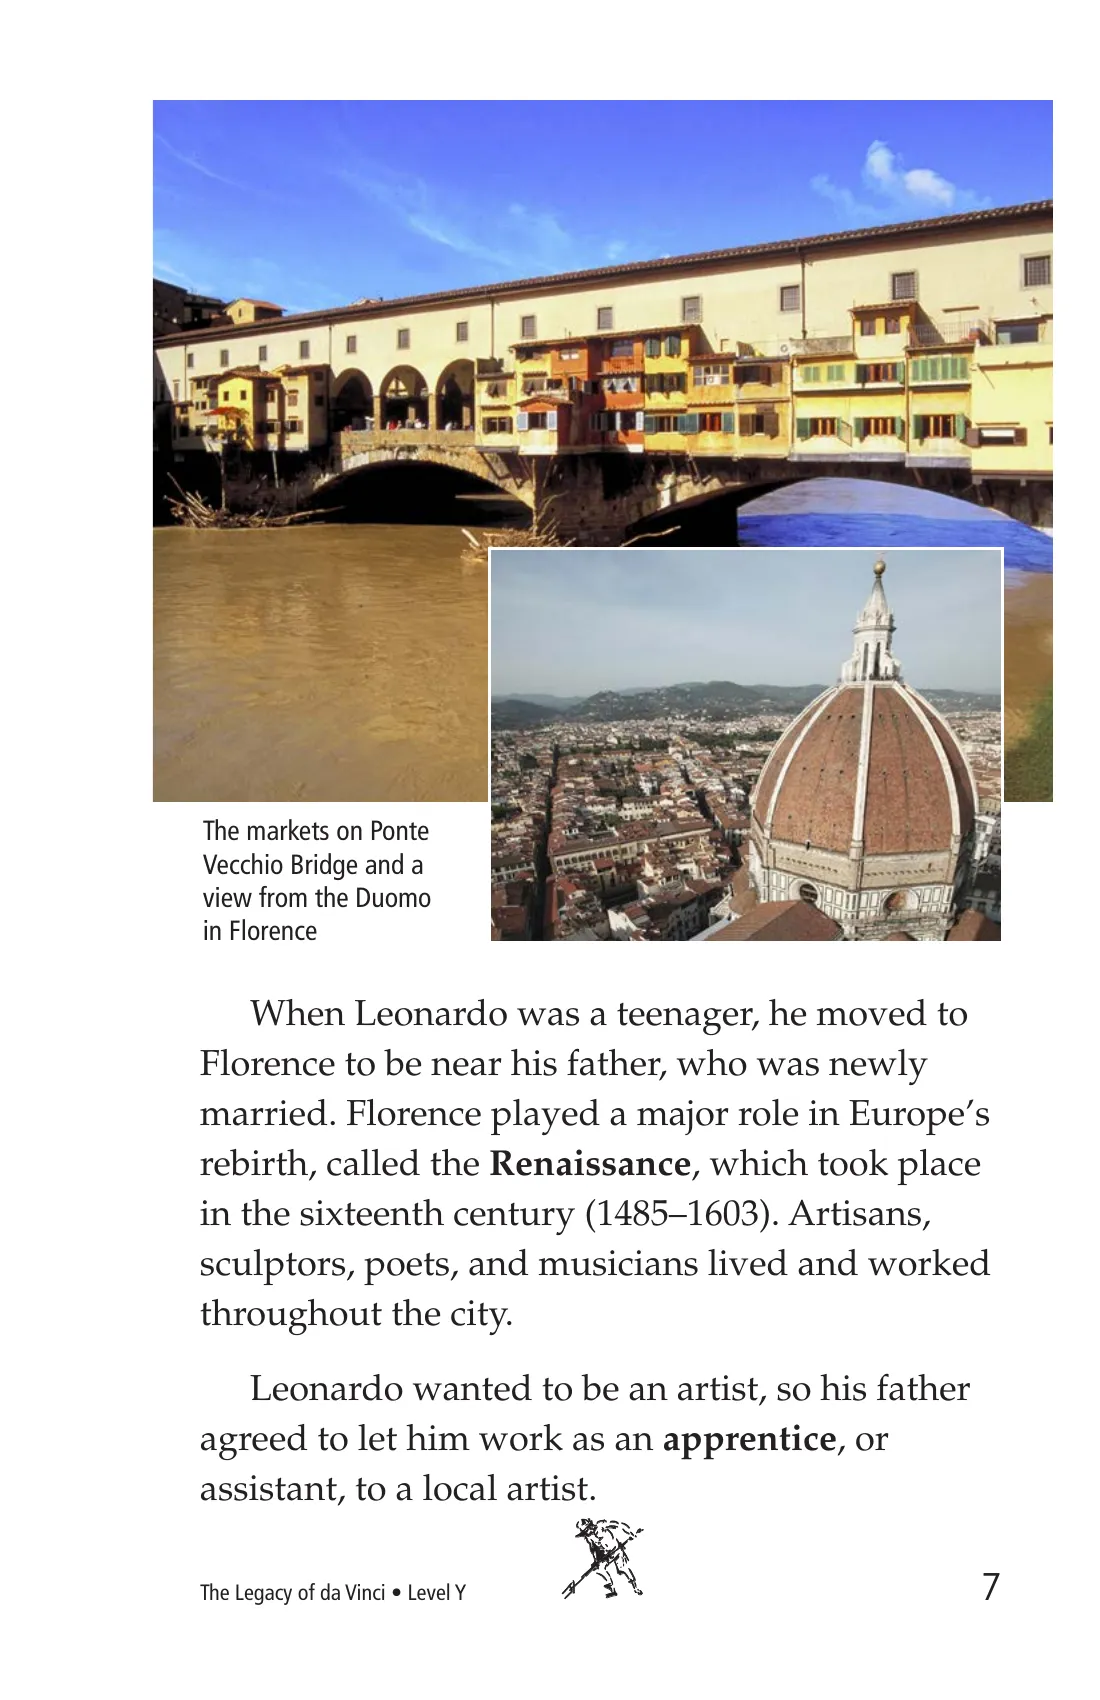 The markets on Ponte
Vecchio Bridge and a
view from the Duomo
in Florence
When Leonardo was a teenager, he moved to
Florence to be near his father, who was newly
married. Florence played a major role in Europe’s
rebirth, called the Renaissance, which took place
in the sixteenth century (1485–1603). Artisans,
sculptors, poets, and musicians lived and worked
throughout the city.
Leonardo wanted to be an artist, so his father
agreed to let him work as an apprentice, or
assistant, to a local artist.
The Legacy of da Vinci • Level Y
7